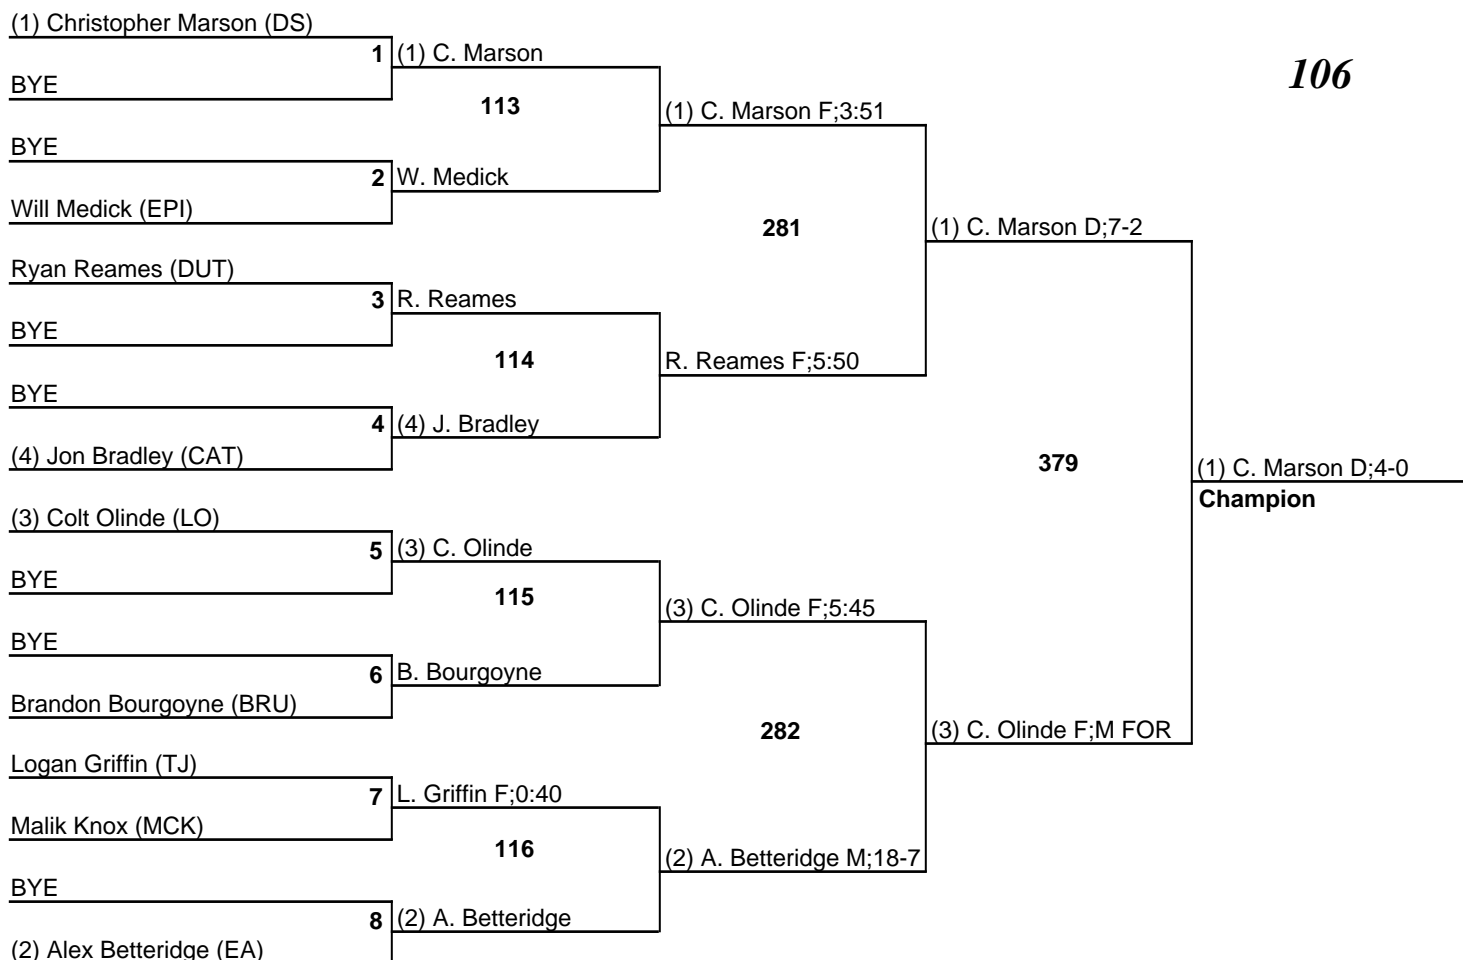 (1) Christopher Marson (DS)
1 (1) C. Marson
106
BYE
113
(1) C. Marson F;3:51
BYE
2 W. Medick
Will Medick (EPI)
281
(1) C. Marson D;7-2
Ryan Reames (DUT)
3 R. Reames
BYE
114
R. Reames F;5:50
BYE
4 (4) J. Bradley
(4) Jon Bradley (CAT)
379
(1) C. Marson D;4-0
Champion
(3) Colt Olinde (LO)
5 (3) C. Olinde
BYE
115
(3) C. Olinde F;5:45
BYE
6 B. Bourgoyne
Brandon Bourgoyne (BRU)
282
(3) C. Olinde F;M FOR
Logan Griffin (TJ)
7 L. Griffin F;0:40
Malik Knox (MCK)
116
(2) A. Betteridge M;18-7
BYE
8 (2) A. Betteridge
(2) Alex Betteridge (EA)